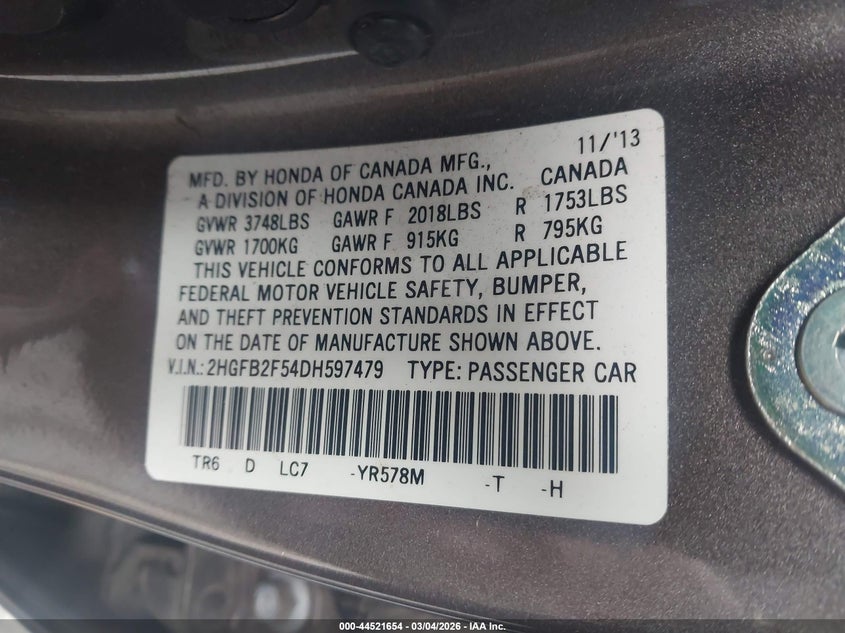 11/'13
MFD. BY HONDA OF CANADA MFG.,
A DIVISION OF HONDA CANADA INC. CANADA
GVWR 3748LBS GAWR F 2018LBS R 1753LBS
GVWR 1700KG GAWR F 915KG R 795KG
THIS VEHICLE CONFORMS TO ALL APPLICABLE
FEDERAL MOTOR VEHICLE SAFETY, BUMPER,
AND THEFT PREVENTION STANDARDS IN EFFECT
ON THE DATE OF MANUFACTURE SHOWN ABOVE.
V.I.N.: 2HGFB2F54DH597479 TYPE: PASSENGER CAR
TR6 D LC7 -YR578M -T -H
000-44521654 - 03/04/2026 - IAA Inc.